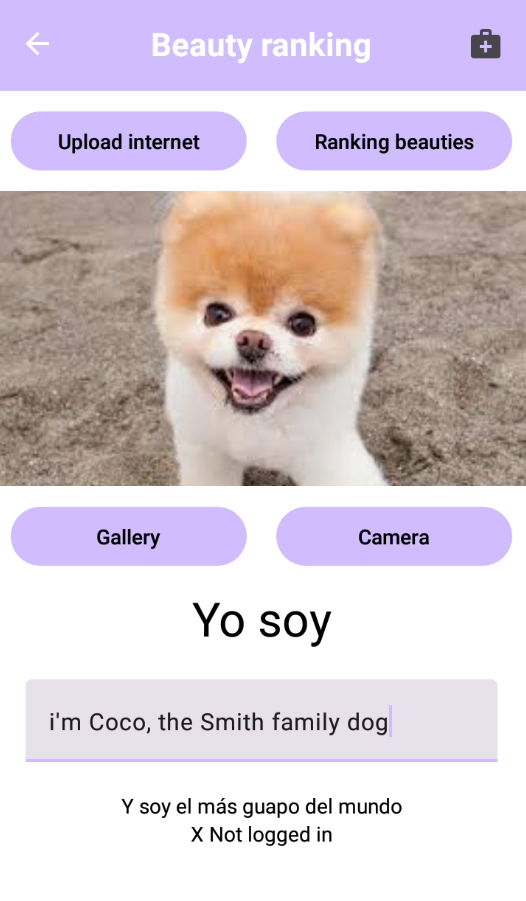 Beauty ranking
Upload internet
Ranking beauties
Gallery
Camera
Yo soy
i'm Coco, the Smith family dog
Y soy el más guapo del mundo
X Not logged in